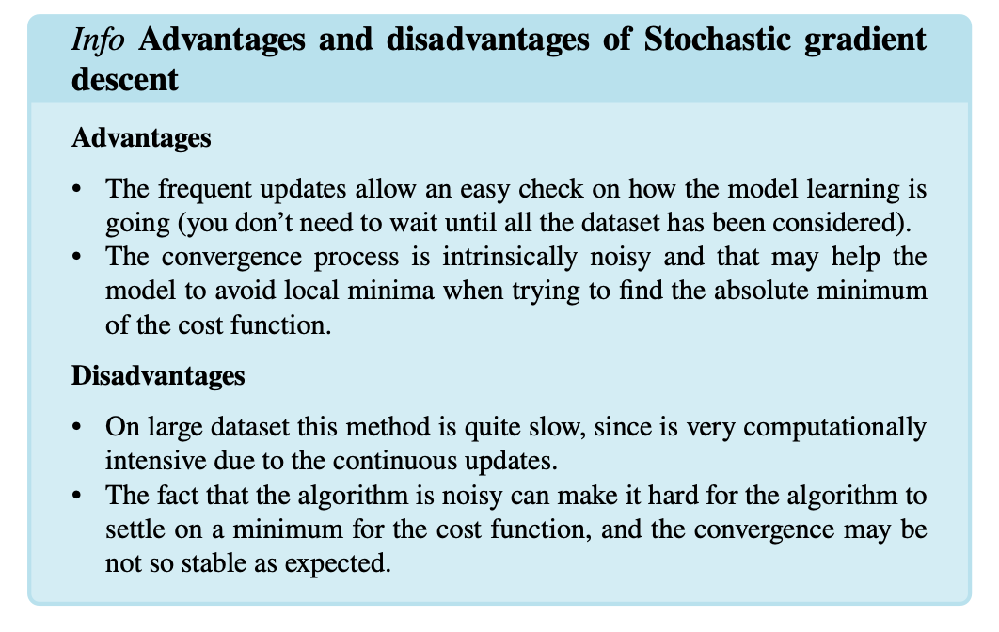 Info Advantages and disadvantages of Stochastic gradient
descent
Advantages
• The frequent updates allow an easy check on how the model learning is
going (you don’t need to wait until all the dataset has been considered).
• The convergence process is intrinsically noisy and that may help the
model to avoid local minima when trying to find the absolute minimum
of the cost function.
Disadvantages
• On large dataset this method is quite slow, since is very computationally
intensive due to the continuous updates.
• The fact that the algorithm is noisy can make it hard for the algorithm to
settle on a minimum for the cost function, and the convergence may be
not so stable as expected.